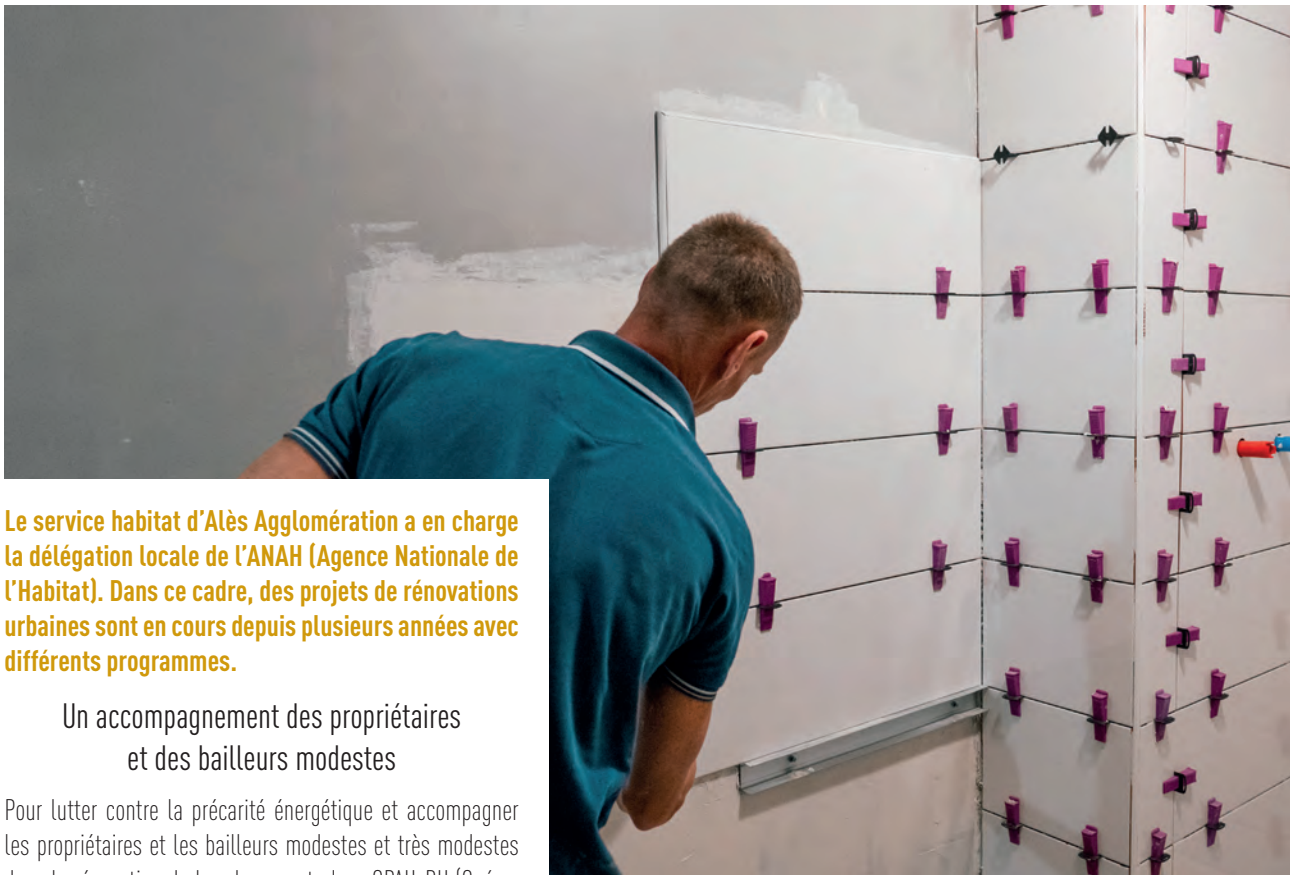 Le service habitat d’Alès Agglomération a en charge
la délégation locale de l’ANAH (Agence Nationale de
l’Habitat). Dans ce cadre, des projets de rénovations
urbaines sont en cours depuis plusieurs années avec
différents programmes.
Un accompagnement des propriétaires
et des bailleurs modestes
Pour lutter contre la précarité énergétique et accompagner
les propriétaires et les bailleurs modestes et très modestes